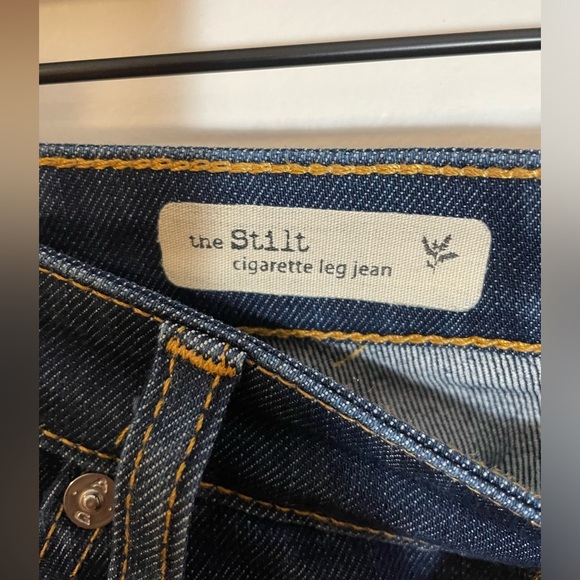 the Stilt
cigarette leg jean